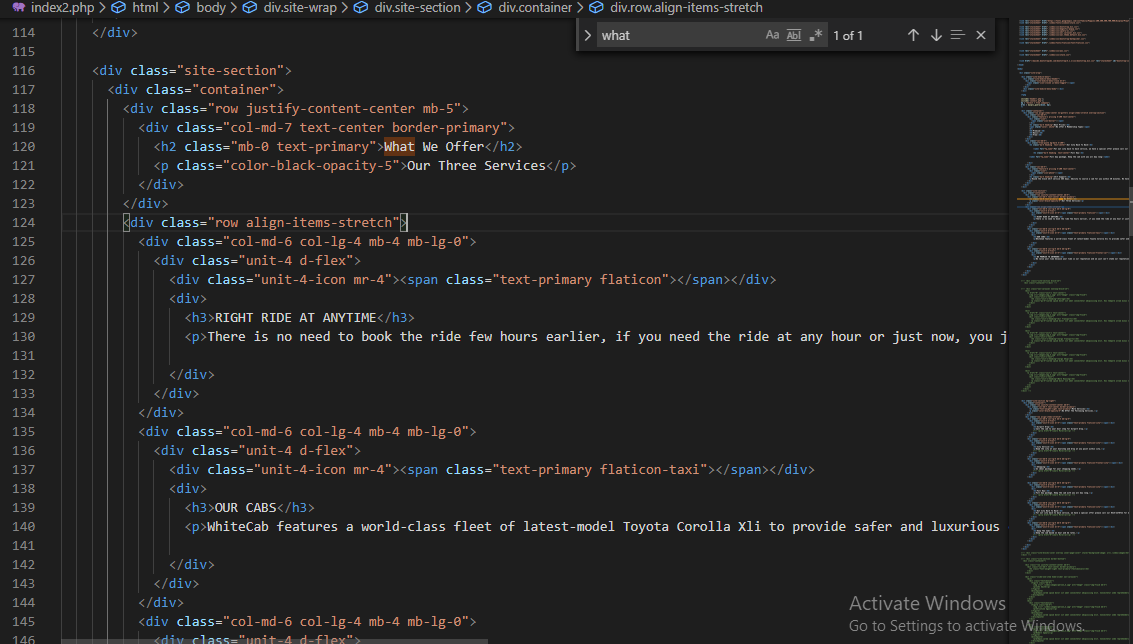 index2.php > html > body > div.site-wrap > div.site-section > div.container > div.row.align-items-stretch
what Aa Abl .* 1 of 1
114 </div>
115
116 <div class="site-section">
117 <div class="container">
118 <div class="row justify-content-center mb-5">
119 <div class="col-md-7 text-center border-primary">
120 <h2 class="mb-0 text-primary">What We Offer</h2>
121 <p class="color-black-opacity-5">Our Three Services</p>
122 </div>
123 </div>
124 <div class="row align-items-stretch">
125 <div class="col-md-6 col-lg-4 mb-4 mb-lg-0">
126 <div class="unit-4 d-flex">
127 <div class="unit-4-icon mr-4"><span class="text-primary flaticon"></span></div>
128 <div>
129 <h3>RIGHT RIDE AT ANYTIME</h3>
130 <p>There is no need to book the ride few hours earlier, if you need the ride at any hour or just now, you j
131
132 </div>
133 </div>
134 </div>
135 <div class="col-md-6 col-lg-4 mb-4 mb-lg-0">
136 <div class="unit-4 d-flex">
137 <div class="unit-4-icon mr-4"><span class="text-primary flaticon-taxi"></span></div>
138 <div>
139 <h3>OUR CABS</h3>
140 <p>WhiteCab features a world-class fleet of latest-model Toyota Corolla Xli to provide safer and luxurious
141
142 </div>
143 </div>
144 </div>
145 <div class="col-md-6 col-lg-4 mb-4 mb-lg-0">
146 <div class="unit-4 d-flex">
Activate Windows
Go to Settings to activate Windows.